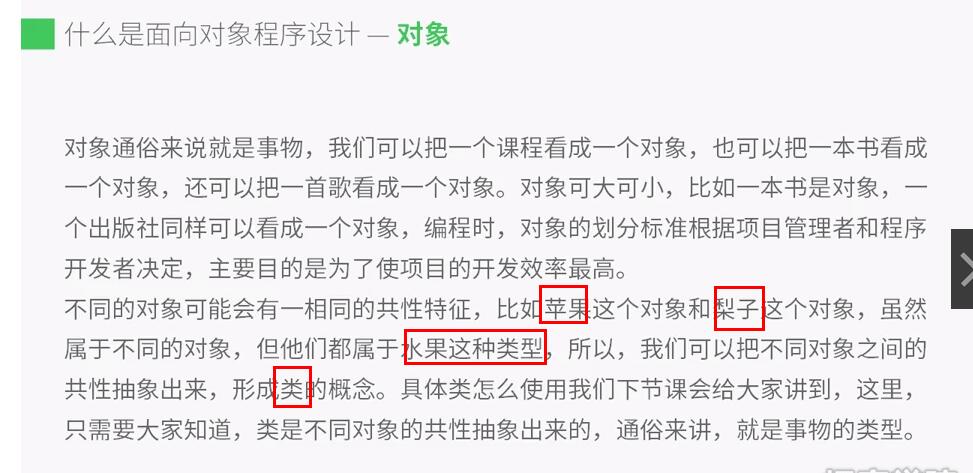 什么是面向对象程序设计 — 对象
对象通俗来说就是事物，我们可以把一个课程看成一个对象，也可以把一本书看成
一个对象，还可以把一首歌看成一个对象。对象可大可小，比如一本书是对象，一
个出版社同样可以看成一个对象，编程时，对象的划分标准根据项目管理者和程序
开发者决定，主要目的是为了使项目的开发效率最高。
不同的对象可能会有一相同的共性特征，比如苹果这个对象和梨子这个对象，虽然
属于不同的对象，但他们都属于水果这种类型，所以，我们可以把不同对象之间的
共性抽象出来，形成类的概念。具体类怎么使用我们下节课会给大家讲到，这里，
只需要大家知道，类是不同对象的共性抽象出来的，通俗来讲，就是事物的类型。